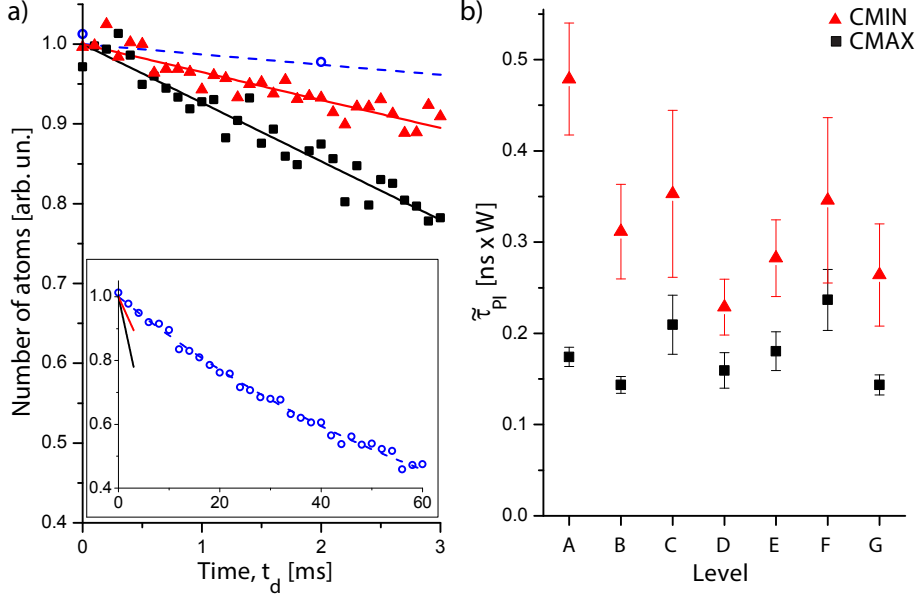 a)
Number of atoms [arb. un.]
1.0
0.9
0.8
1.0
0.7
0.6
0.5
0.4
1.0
0.8
0.6
0.4
0
20
40
60
0
1
2
3
Time, t_d [ms]
b)
CMIN
CMAX
τ̃_PI [ns x W]
0.5
0.4
0.3
0.2
0.1
0.0
A
B
C
D
E
F
G
Level